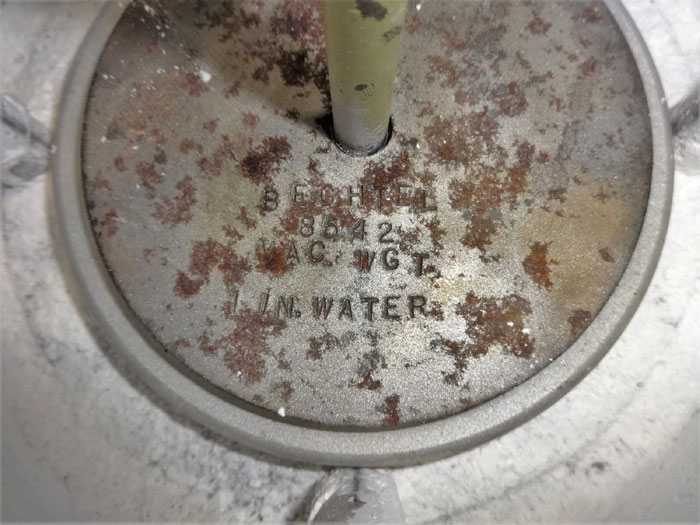 BECHTEL
8542
VAC WGT.
1 IN. WATER